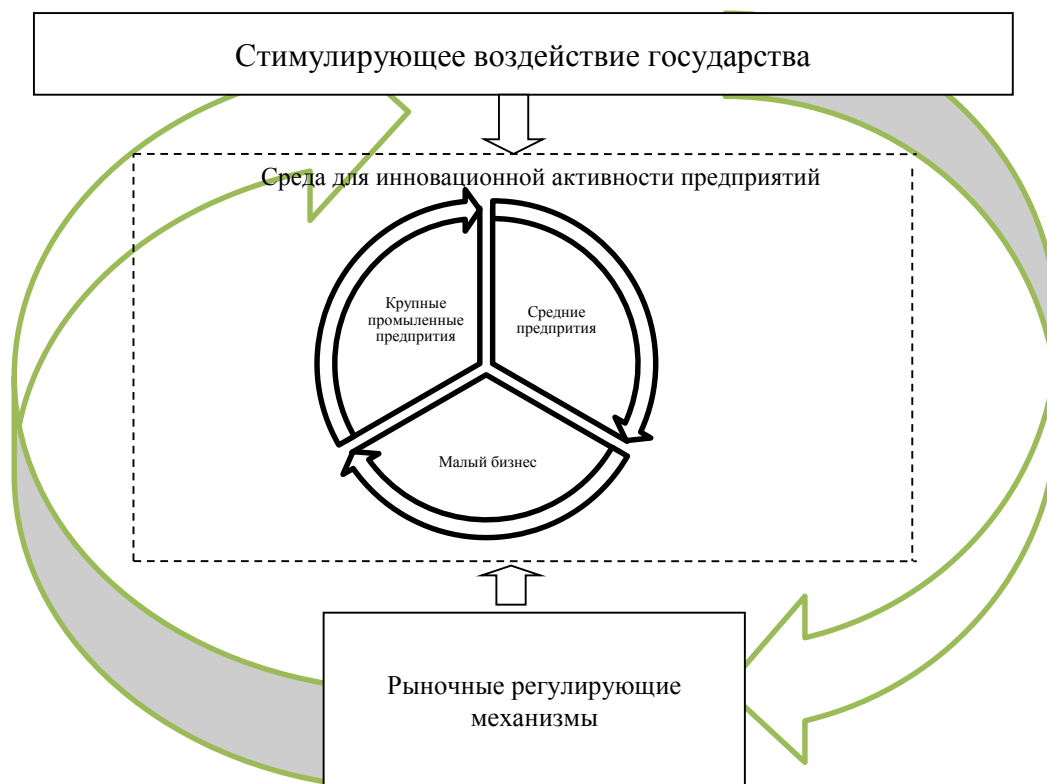 Стимулирующее воздействие государства
Среда для инновационной активности предприятий
Крупные
промыленные
предпрития
Средние
предпрития
Малый бизнес
Рыночные регулирующие
механизмы